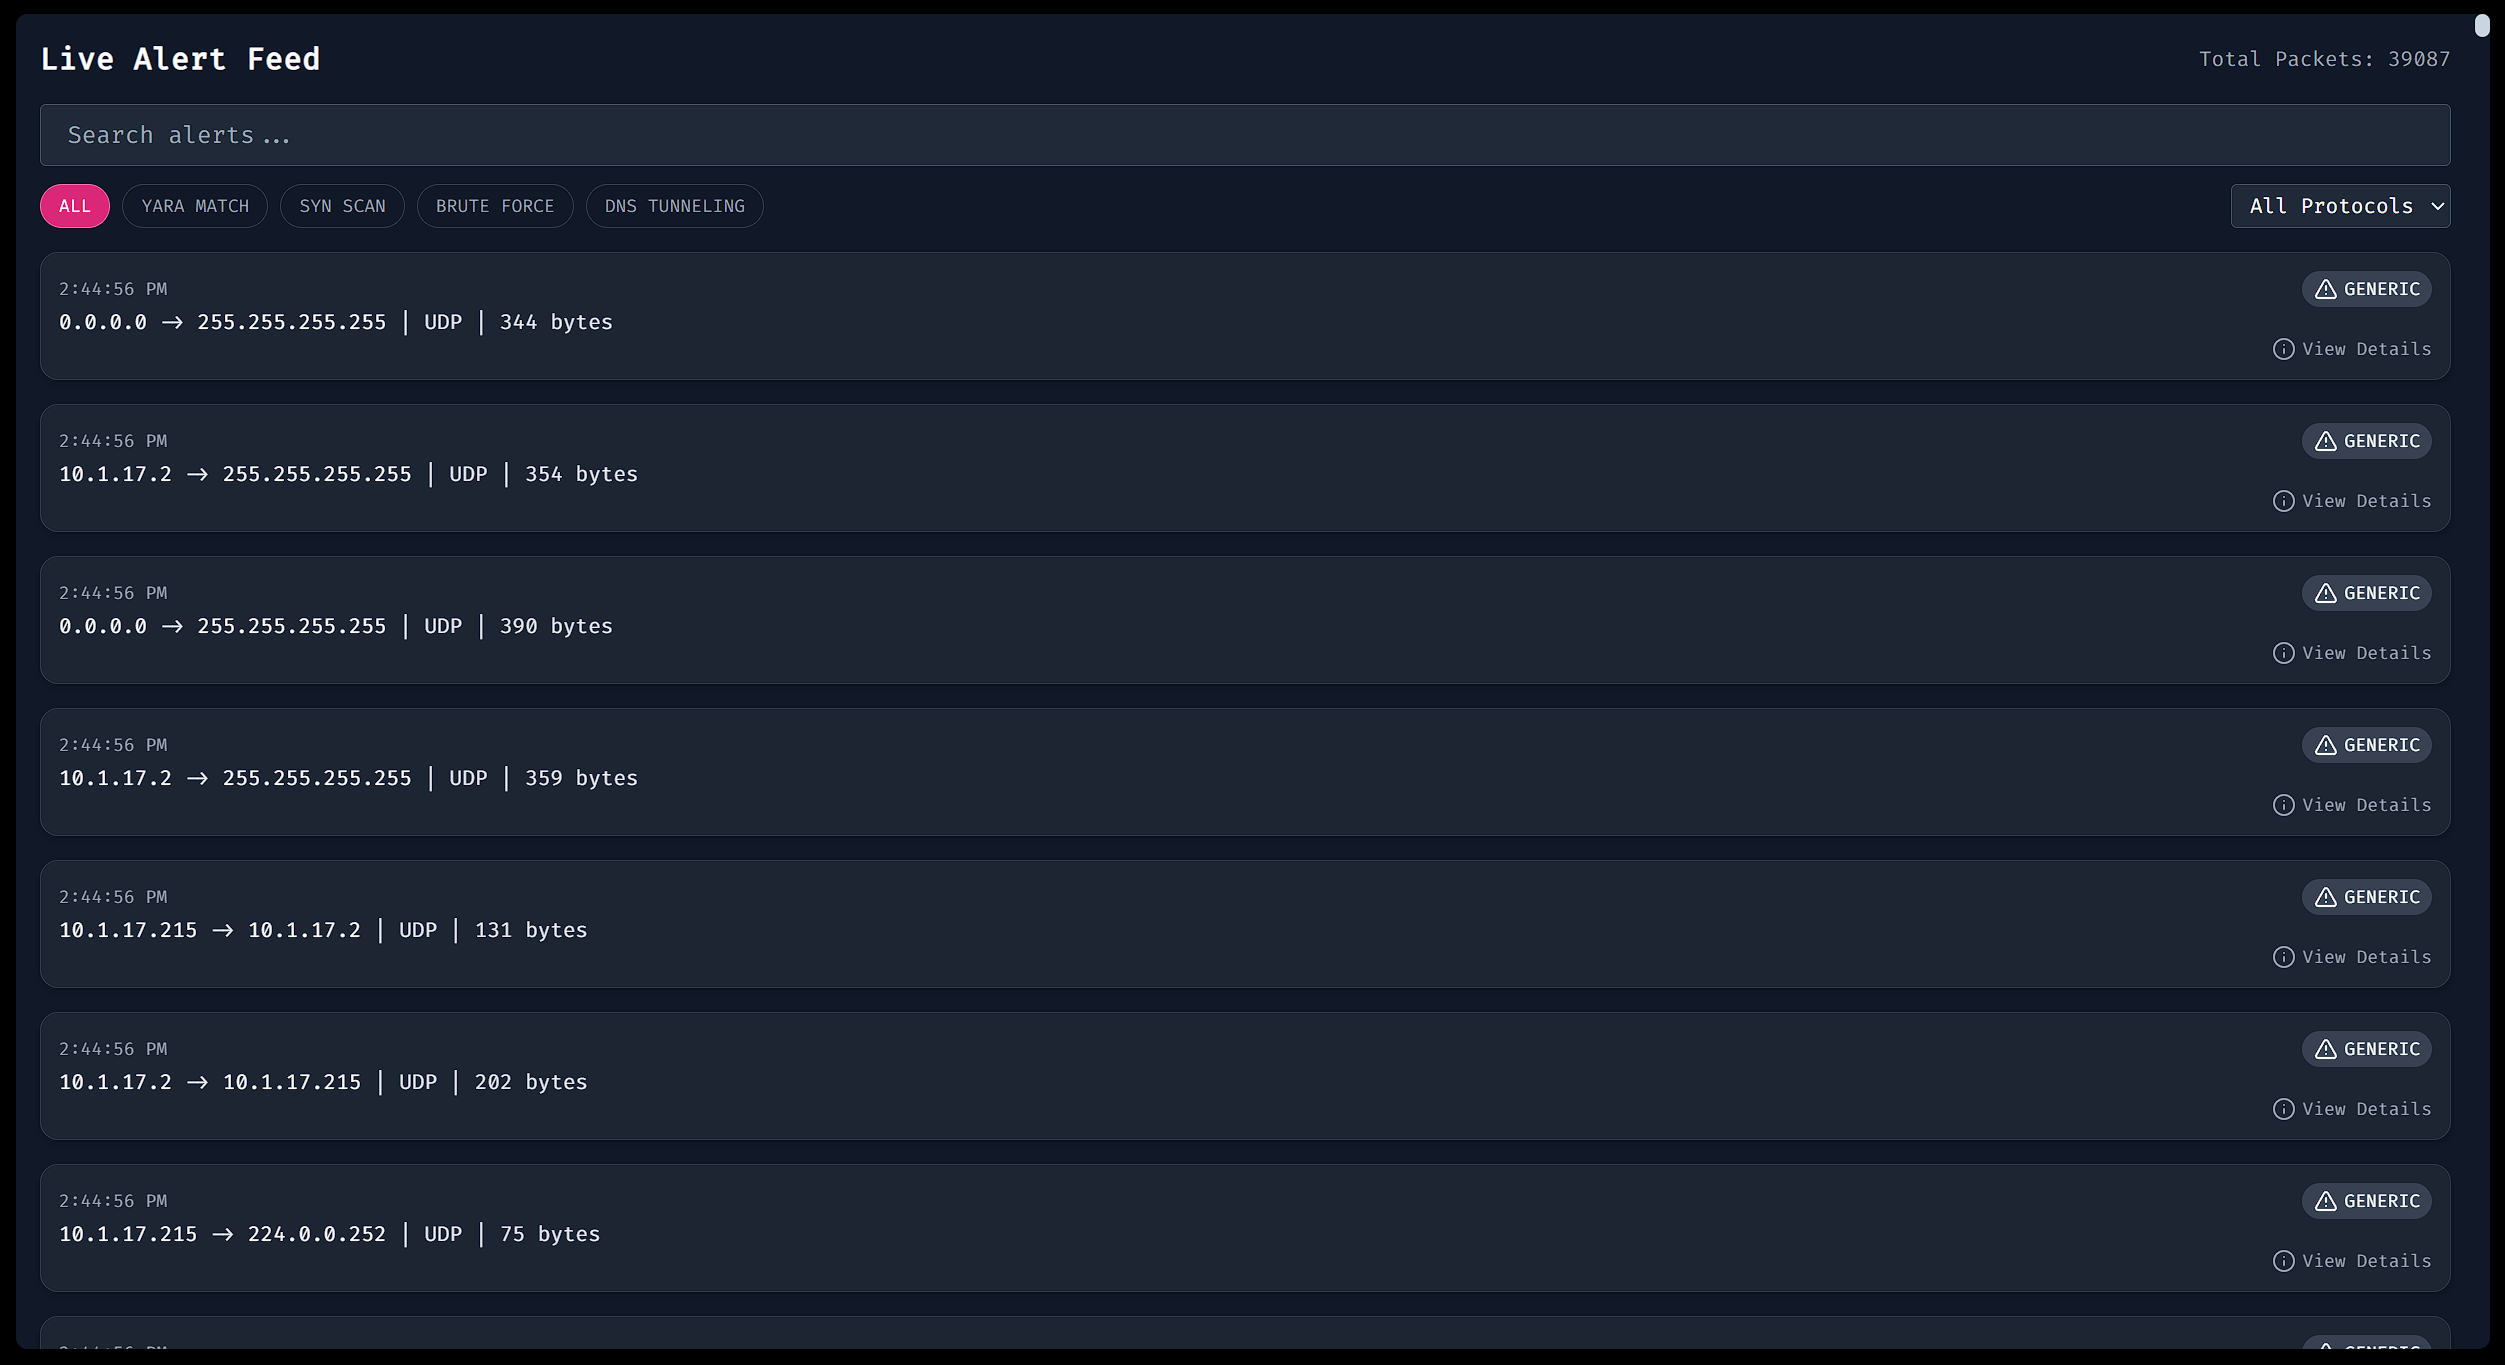 Live Alert Feed
Total Packets: 39087
Search alerts...
ALL
YARA MATCH
SYN SCAN
BRUTE FORCE
DNS TUNNELING
All Protocols
2:44:56 PM
GENERIC
0.0.0.0 → 255.255.255.255 | UDP | 344 bytes
View Details
2:44:56 PM
GENERIC
10.1.17.2 → 255.255.255.255 | UDP | 354 bytes
View Details
2:44:56 PM
GENERIC
0.0.0.0 → 255.255.255.255 | UDP | 390 bytes
View Details
2:44:56 PM
GENERIC
10.1.17.2 → 255.255.255.255 | UDP | 359 bytes
View Details
2:44:56 PM
GENERIC
10.1.17.215 → 10.1.17.2 | UDP | 131 bytes
View Details
2:44:56 PM
GENERIC
10.1.17.2 → 10.1.17.215 | UDP | 202 bytes
View Details
2:44:56 PM
GENERIC
10.1.17.215 → 224.0.0.252 | UDP | 75 bytes
View Details